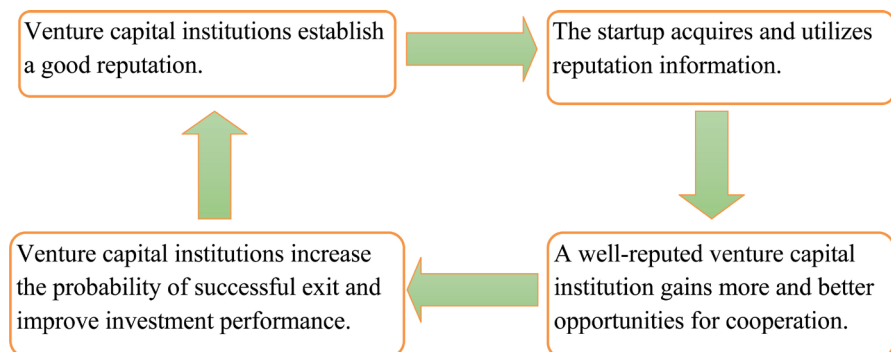 Venture capital institutions establish
a good reputation.
The startup acquires and utilizes
reputation information.
A well-reputed venture capital
institution gains more and better
opportunities for cooperation.
Venture capital institutions increase
the probability of successful exit and
improve investment performance.